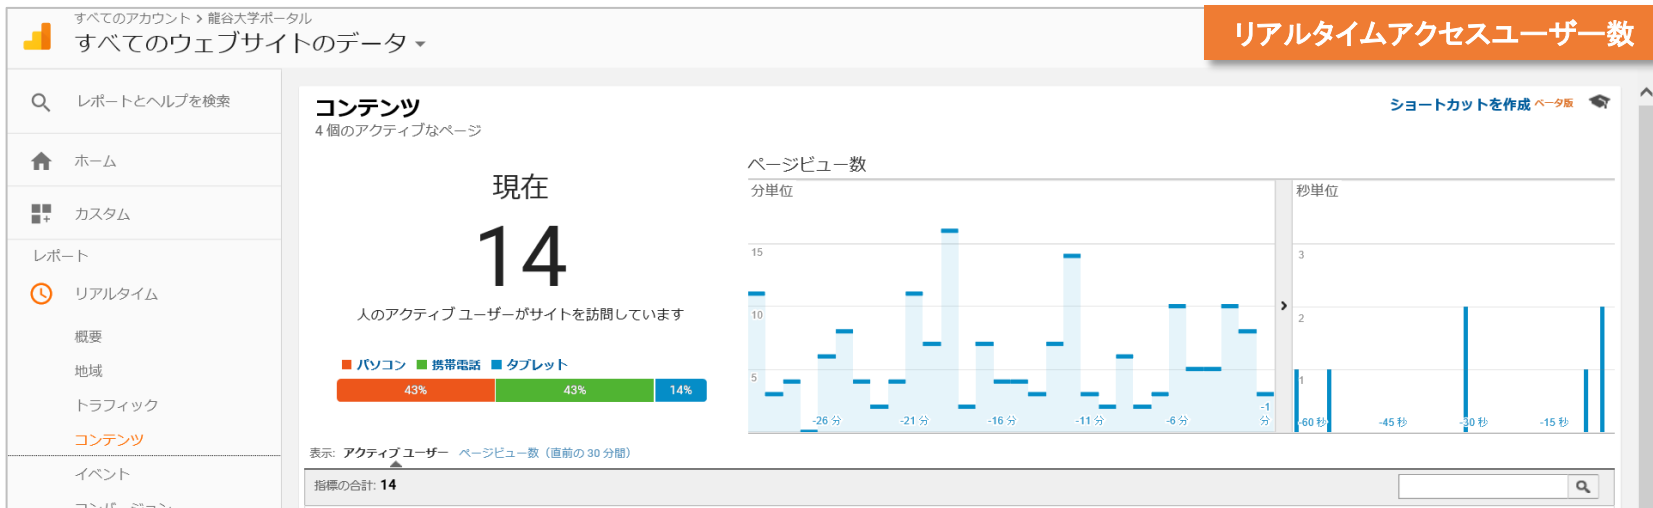 すべてのアカウント > 龍谷大学ポータル
すべてのウェブサイトのデータ
リアルタイムアクセスユーザー数
レポートとヘルプを検索
ホーム
カスタム
レポート
リアルタイム
概要
地域
トラフィック
コンテンツ
イベント
コンバージョン
コンテンツ
4 個のアクティブなページ
ショートカットを作成 ベータ版
現在
14
人のアクティブ ユーザーがサイトを訪問しています
パソコン 携帯電話 タブレット
43% 43% 14%
ページビュー数
分単位
15
10
5
-26 分 -21 分 -16 分 -11 分 -6 分 -1 分
秒単位
3
2
1
-60 秒 -45 秒 -30 秒 -15 秒
表示: アクティブ ユーザー ページビュー数（直前の 30 分間）
指標の合計: 14